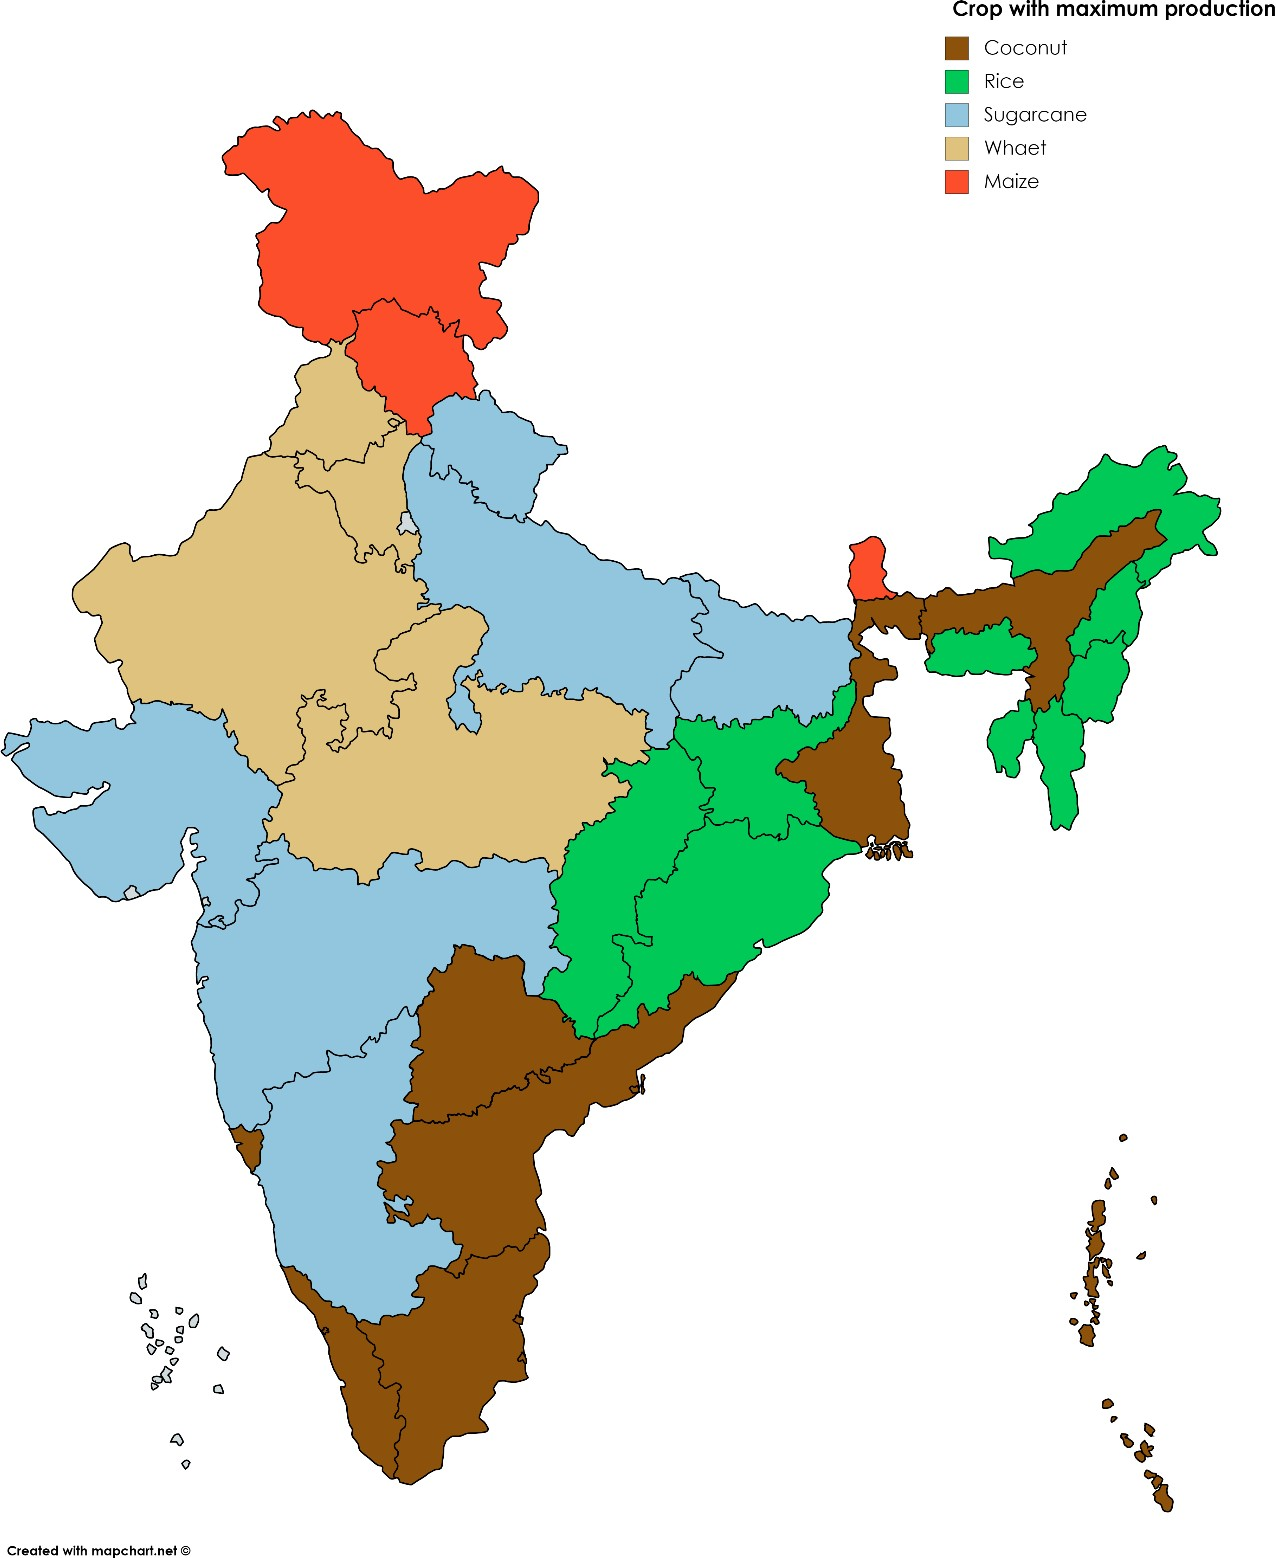 Crop with maximum production
Coconut
Rice
Sugarcane
Whaet
Maize
Created with mapchart.net ©